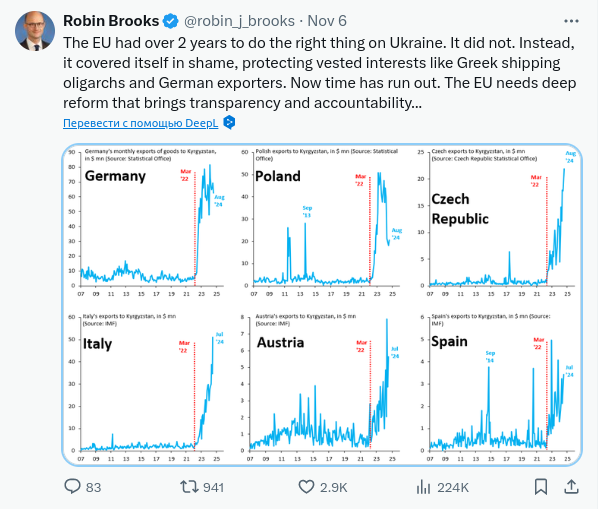 Robin Brooks @robin_j_brooks · Nov 6
The EU had over 2 years to do the right thing on Ukraine. It did not. Instead,
it covered itself in shame, protecting vested interests like Greek shipping
oligarchs and German exporters. Now time has run out. The EU needs deep
reform that brings transparency and accountability...
Перевести с помощью DeepL
Germany's monthly exports of goods to Kyrgyzstan,
in $ mn (Source: Statistical Office)
Germany
Mar
'22
Aug
'24
90
80
70
60
50
40
30
20
10
0
07 09 11 13 15 17 19 21 23 25
Polish exports to Kyrgyzstan, in $ mn (Source: Statistical
Office)
Poland
Mar
'22
Sep
'13
Aug
'24
60
50
40
30
20
10
0
07 09 11 13 15 17 19 21 23 25
Czech exports to Kyrgyzstan, in $ mn
(Source: Czech Republic Statistical Office)
Czech
Republic
Mar
'22
Aug
'24
25
20
15
10
5
0
07 09 11 13 15 17 19 21 23 25
Italy's exports to Kyrgyzstan, in $ mn
(Source: IMF)
Italy
Mar
'22
Jul
'24
60
50
40
30
20
10
0
07 09 11 13 15 17 19 21 23 25
Austria's exports to Kyrgyzstan, in $ mn
(Source: IMF)
Austria
Mar
'22
Jul
'24
8
7
6
5
4
3
2
1
0
07 09 11 13 15 17 19 21 23 25
Spain's exports to Kyrgyzstan, in $ mn (Source:
IMF)
Spain
Sep
'14
Mar
'22
Jul
'24
6
5
4
3
2
1
0
07 09 11 13 15 17 19 21 23 25
83 941 2.9K 224K